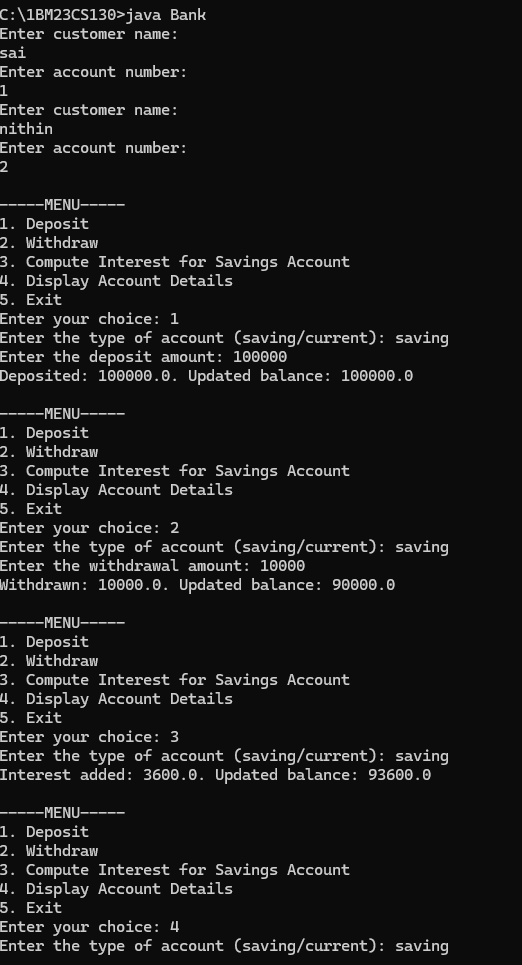 C:\1BM23CS130>java Bank
Enter customer name:
sai
Enter account number:
1
Enter customer name:
nithin
Enter account number:
2
-----MENU-----
1. Deposit
2. Withdraw
3. Compute Interest for Savings Account
4. Display Account Details
5. Exit
Enter your choice: 1
Enter the type of account (saving/current): saving
Enter the deposit amount: 100000
Deposited: 100000.0. Updated balance: 100000.0
-----MENU-----
1. Deposit
2. Withdraw
3. Compute Interest for Savings Account
4. Display Account Details
5. Exit
Enter your choice: 2
Enter the type of account (saving/current): saving
Enter the withdrawal amount: 10000
Withdrawn: 10000.0. Updated balance: 90000.0
-----MENU-----
1. Deposit
2. Withdraw
3. Compute Interest for Savings Account
4. Display Account Details
5. Exit
Enter your choice: 3
Enter the type of account (saving/current): saving
Interest added: 3600.0. Updated balance: 93600.0
-----MENU-----
1. Deposit
2. Withdraw
3. Compute Interest for Savings Account
4. Display Account Details
5. Exit
Enter your choice: 4
Enter the type of account (saving/current): saving